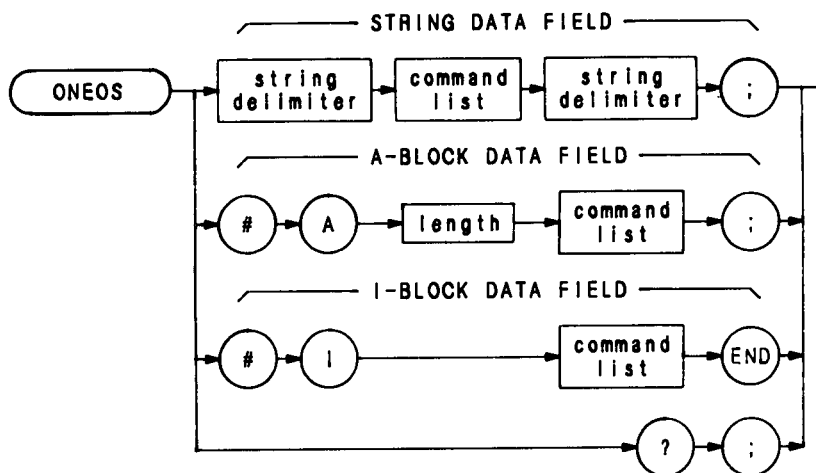 STRING DATA FIELD
ONEOS
string delimiter
command list
string delimiter
;
A-BLOCK DATA FIELD
#
A
length
command list
;
I-BLOCK DATA FIELD
#
I
command list
END
?
;